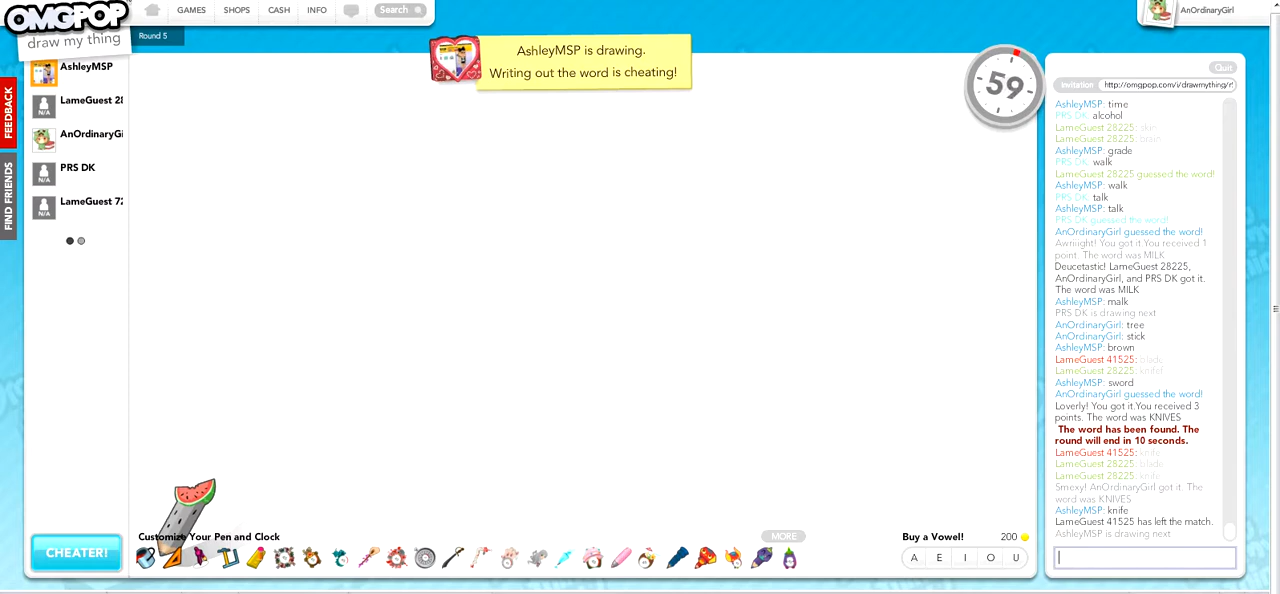 OMGPOP
draw my thing
GAMES
SHOPS
CASH
INFO
Search
AnOrdinaryGirl
Round 5
FEEDBACK
FIND FRIENDS
AshleyMSP
LameGuest 28
AnOrdinaryGi
N/A
PRS DK
N/A
LameGuest 72
N/A
AshleyMSP is drawing.
Writing out the word is cheating!
59
Quit
Invitation
http://omgpop.com/i/drawmything/r
AshleyMSP: time
PRS DK: alcohol
LameGuest 28225: skin
LameGuest 28225:
AshleyMSP: grade
PRS DK: walk
LameGuest 28225 guessed the word!
AshleyMSP: walk
PRS DK: talk
AshleyMSP: talk
PRS DK guessed the word!
AnOrdinaryGirl guessed the word!
Awriiight! You got it.You received 1
point. The word was MILK
Deucetastic! LameGuest 28225,
AnOrdinaryGirl, and PRS DK got it.
The word was MILK
AshleyMSP: malk
PRS DK is drawing next
AnOrdinaryGirl: tree
AnOrdinaryGirl: stick
AshleyMSP: brown
LameGuest 41525: black
LameGuest 28225: knifef
AshleyMSP: sword
AnOrdinaryGirl guessed the word!
Loverly! You got it.You received 3
points. The word was KNIVES
The word has been found. The
round will end in 10 seconds.
LameGuest 41525: knife
LameGuest 28225: blade
LameGuest 28225: knife
Smexy! AnOrdinaryGirl got it. The
word was KNIVES
AshleyMSP: knife
LameGuest 41525 has left the match.
AshleyMSP is drawing next
CHEATER!
Customize Your Pen and Clock
MORE
Buy a Vowel!
200
A E I O U